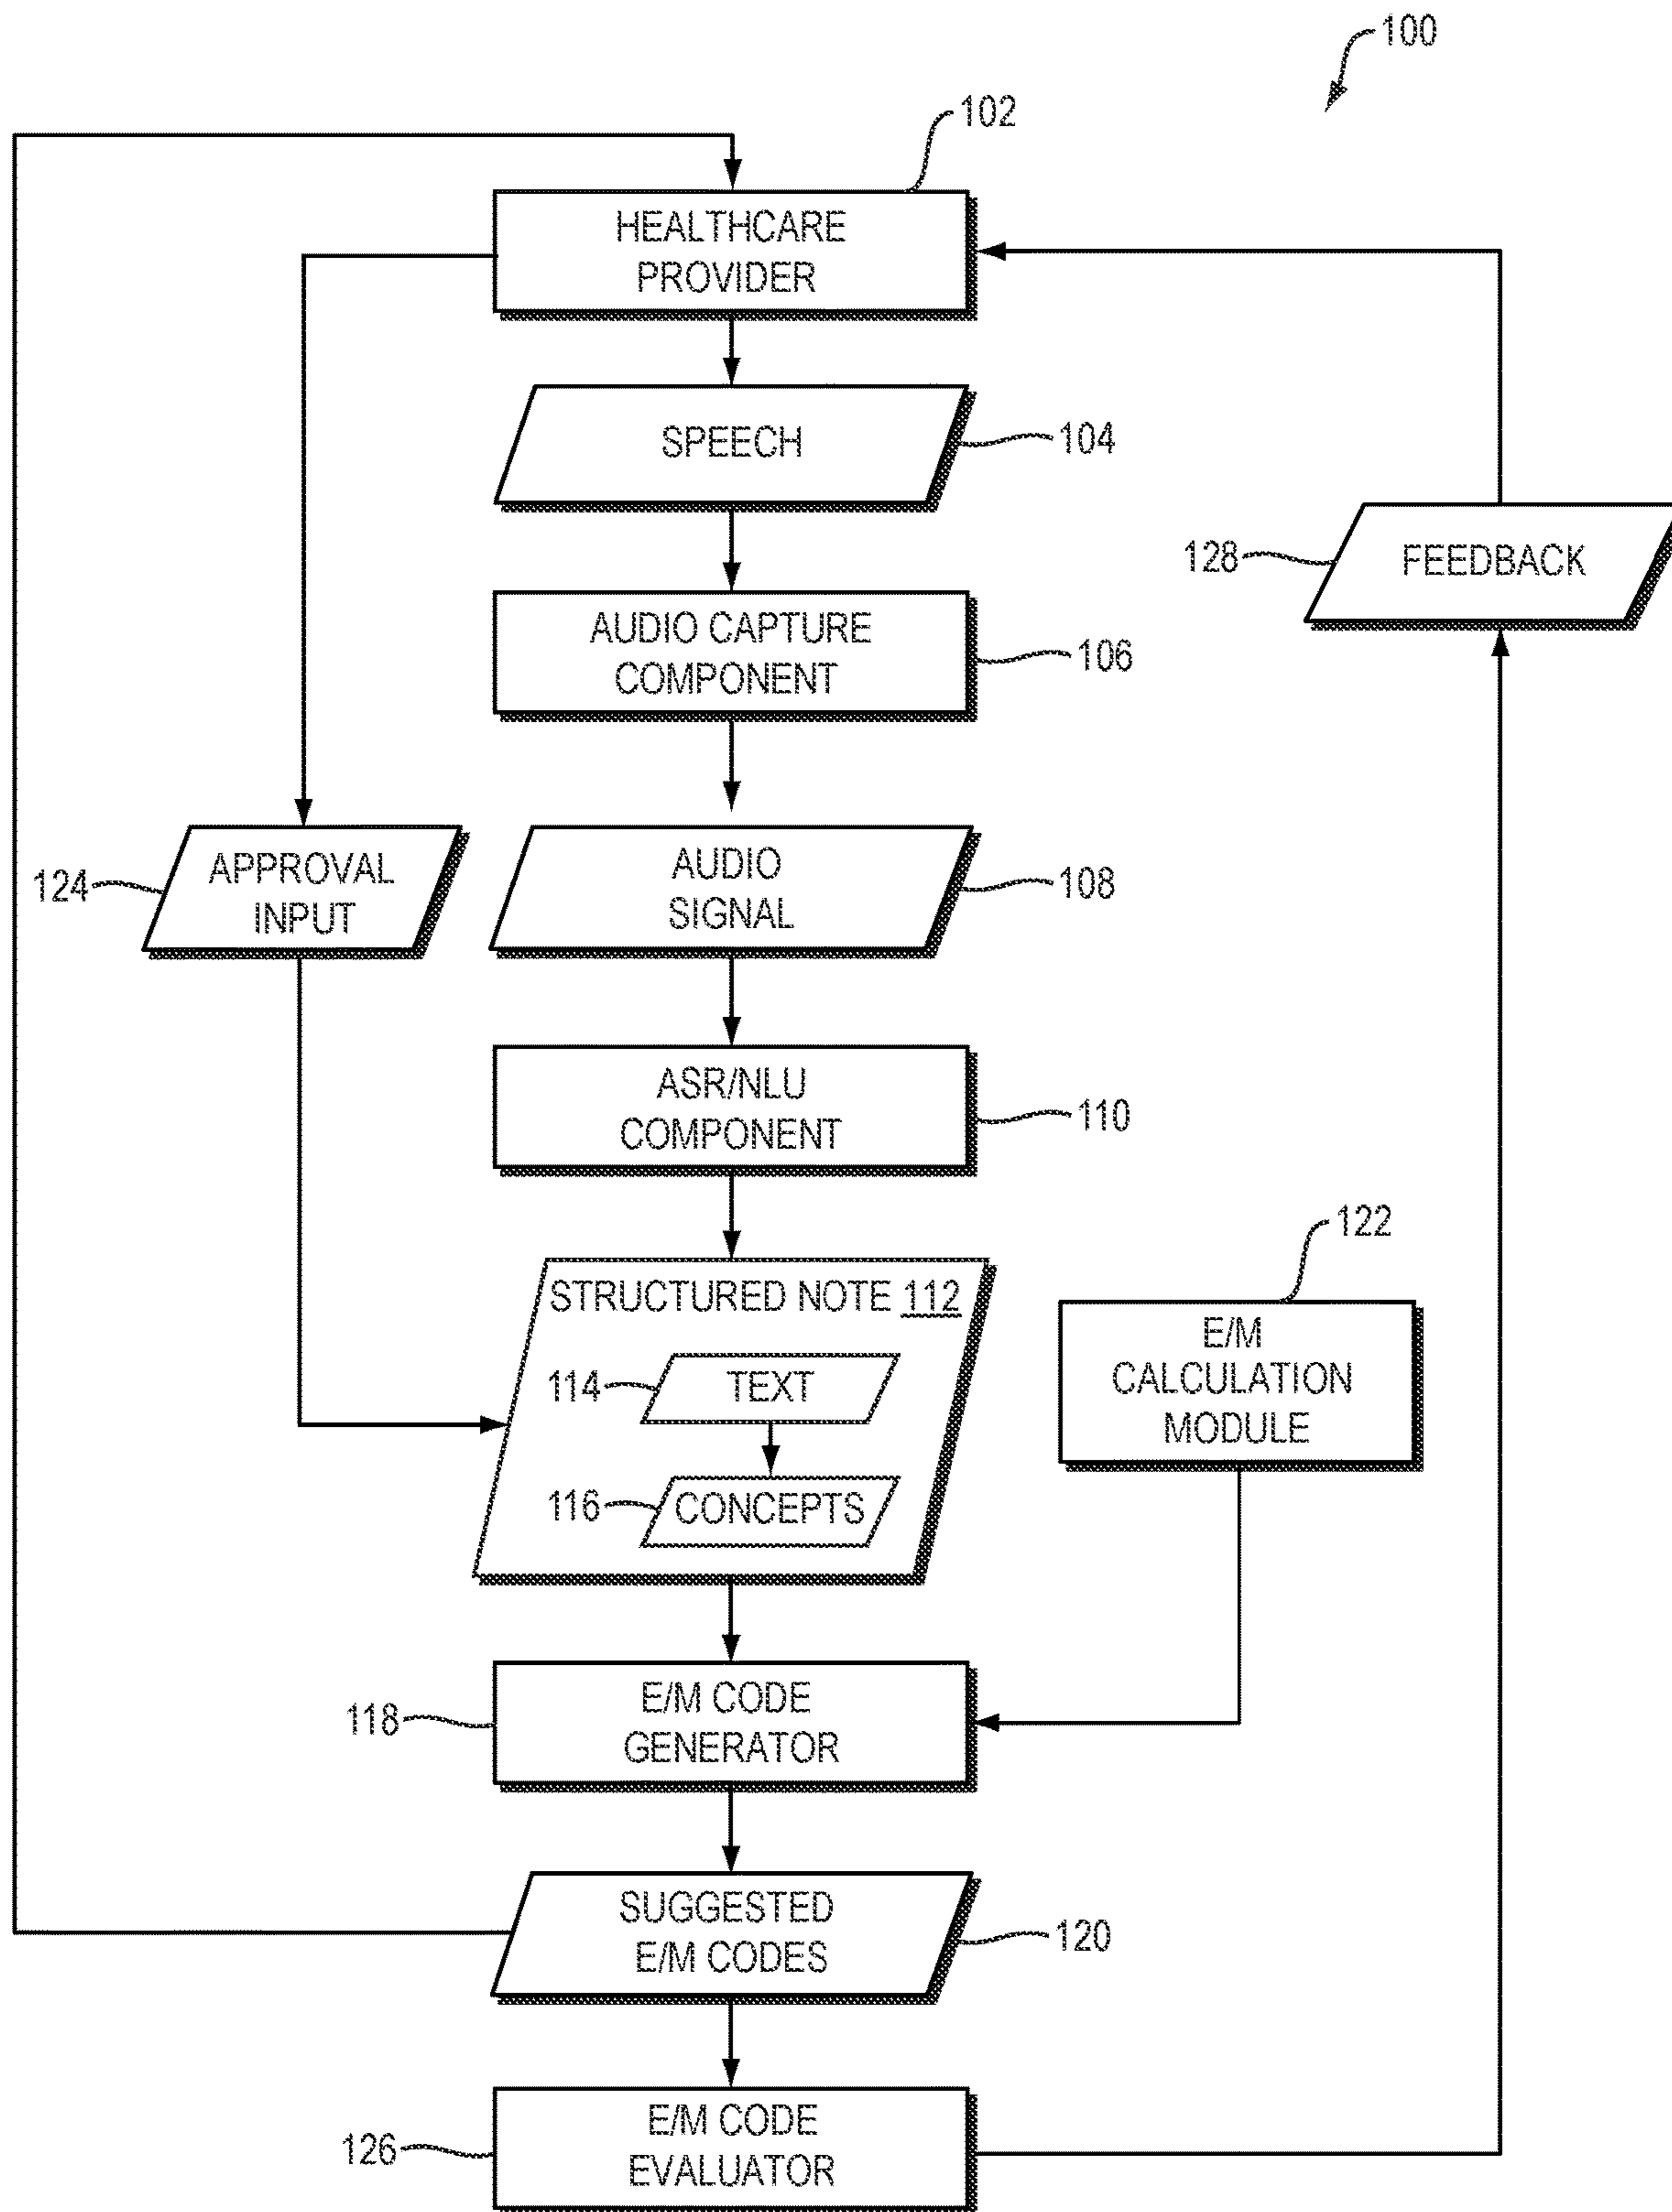 100
102
HEALTHCARE
PROVIDER
SPEECH
104
128
FEEDBACK
AUDIO CAPTURE
COMPONENT
106
124
APPROVAL
INPUT
AUDIO
SIGNAL
108
ASR/NLU
COMPONENT
110
122
STRUCTURED NOTE 112
114
TEXT
116
CONCEPTS
E/M
CALCULATION
MODULE
118
E/M CODE
GENERATOR
SUGGESTED
E/M CODES
120
126
E/M CODE
EVALUATOR